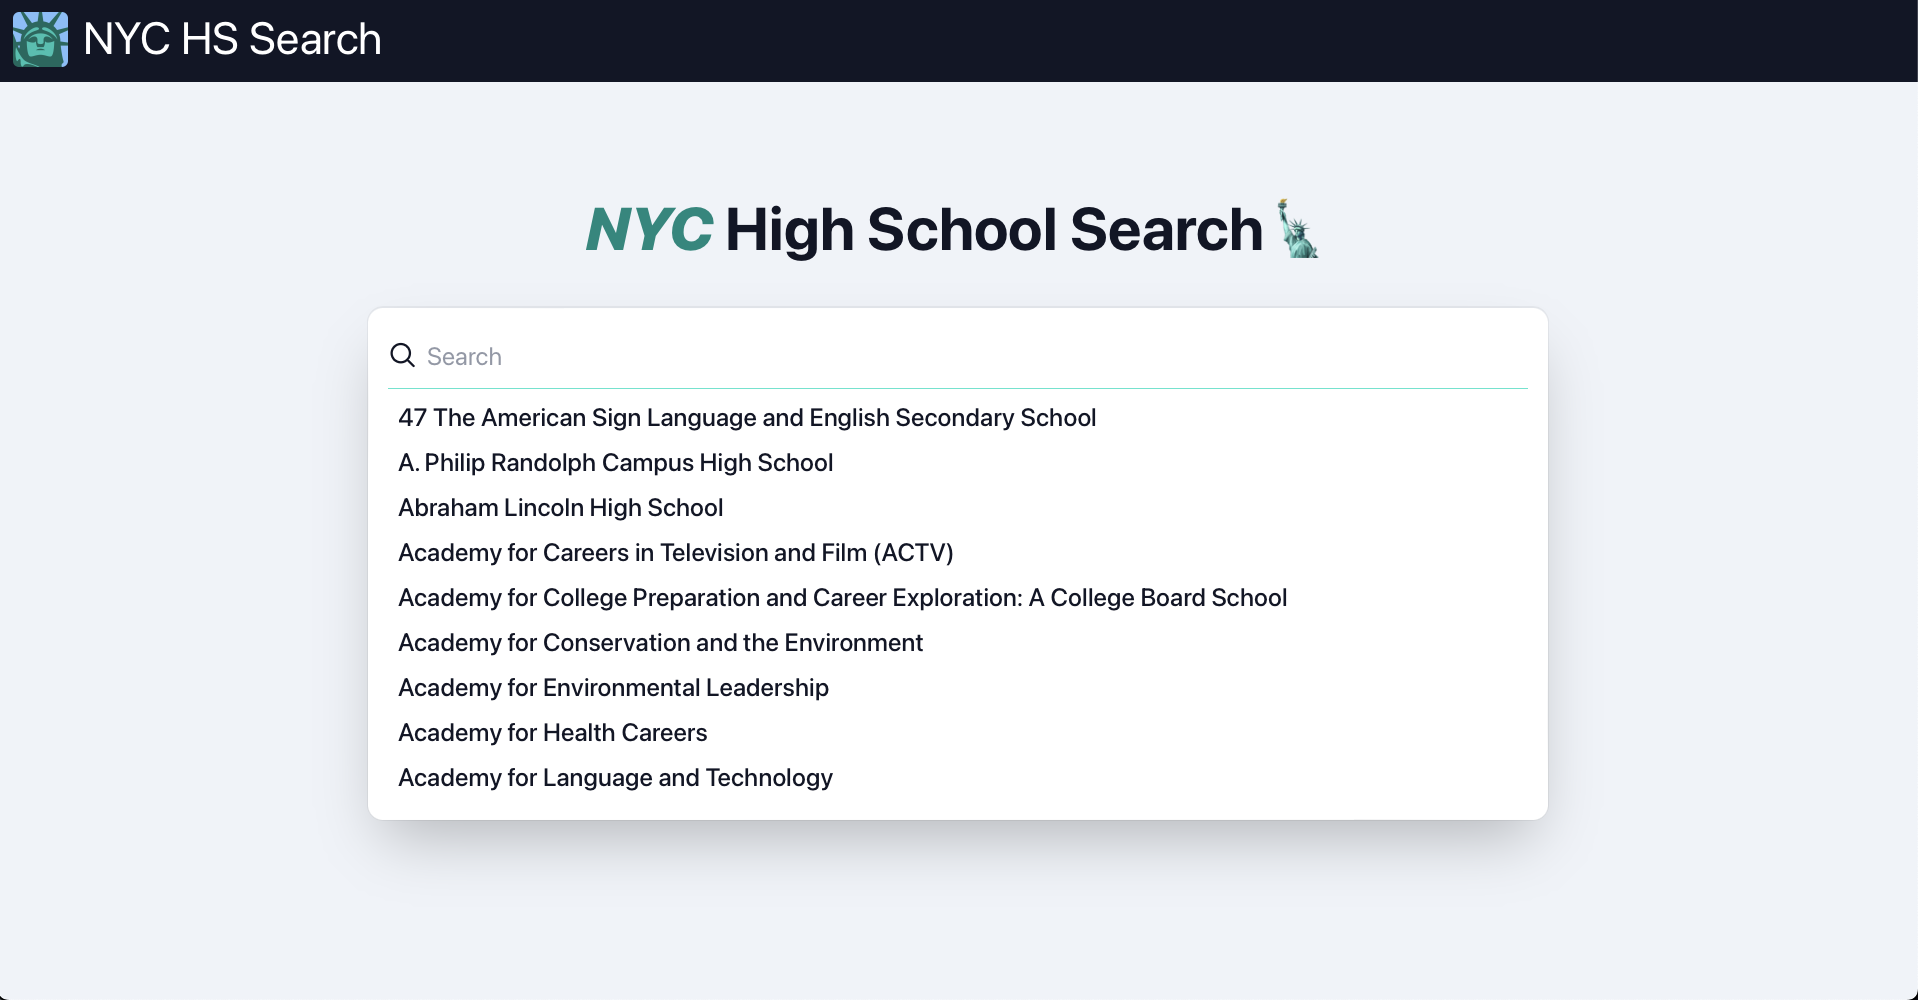 NYC HS Search
NYC High School Search🗽
Search
47 The American Sign Language and English Secondary School
A. Philip Randolph Campus High School
Abraham Lincoln High School
Academy for Careers in Television and Film (ACTV)
Academy for College Preparation and Career Exploration: A College Board School
Academy for Conservation and the Environment
Academy for Environmental Leadership
Academy for Health Careers
Academy for Language and Technology